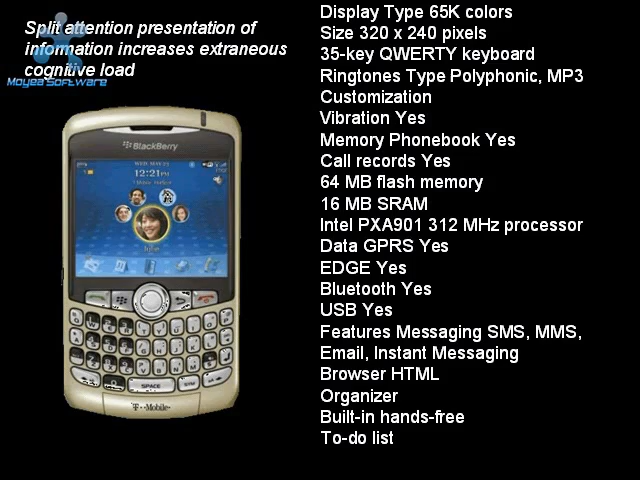 Split attention presentation of
information increases extraneous
cognitive load
Moyea Software
Display Type 65K colors
Size 320 x 240 pixels
35-key QWERTY keyboard
Ringtones Type Polyphonic, MP3
Customization
Vibration Yes
Memory Phonebook Yes
Call records Yes
64 MB flash memory
16 MB SRAM
Intel PXA901 312 MHz processor
Data GPRS Yes
EDGE Yes
Bluetooth Yes
USB Yes
Features Messaging SMS, MMS,
Email, Instant Messaging
Browser HTML
Organizer
Built-in hands-free
To-do list
BlackBerry
12:21PM
SPACE
SYM
T-Mobile